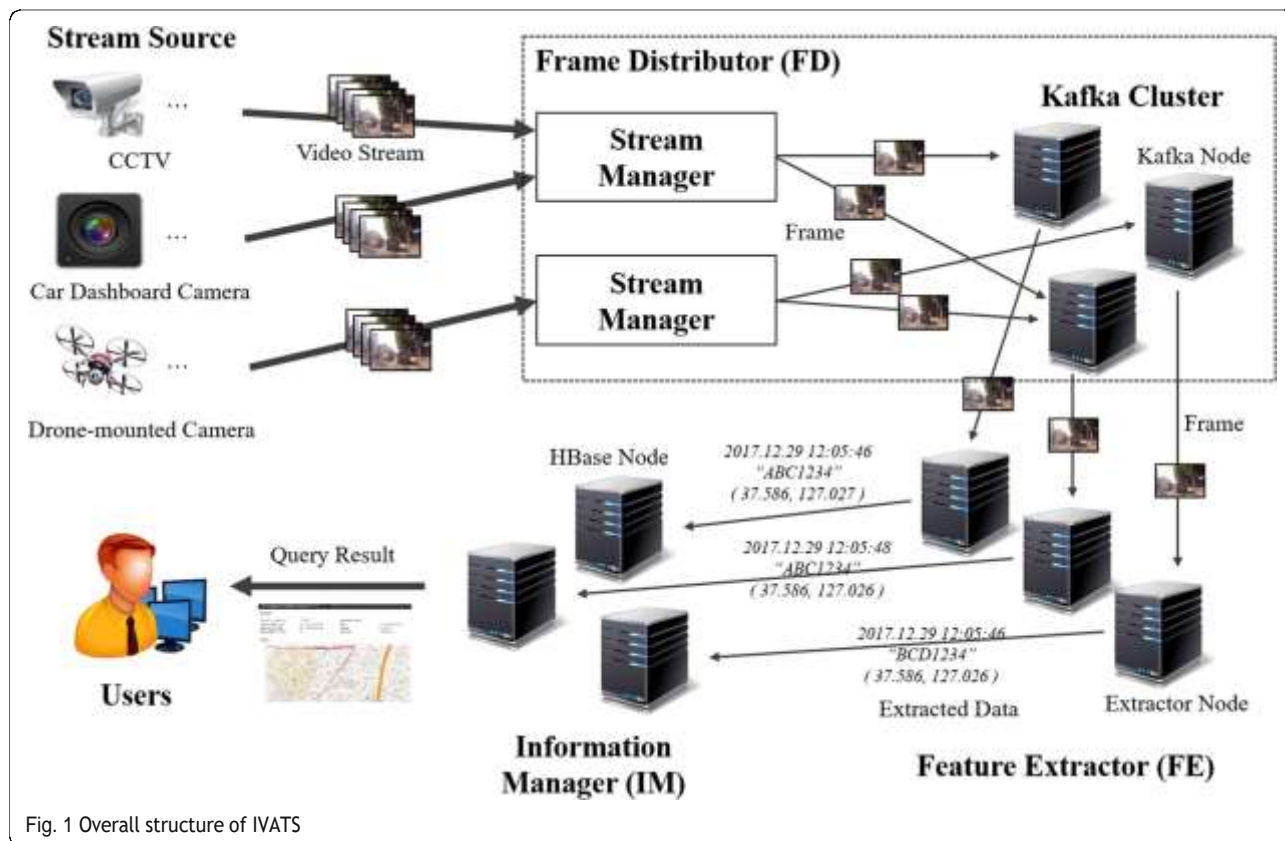 Stream Source
...
CCTV
Video Stream
...
Car Dashboard Camera
...
Drone-mounted Camera
Frame Distributor (FD)
Stream
Manager
Stream
Manager
Kafka Cluster
Kafka Node
Frame
Frame
HBase Node
2017.12.29 12:05:46
"ABC1234"
( 37.586, 127.027 )
2017.12.29 12:05:48
"ABC1234"
( 37.586, 127.026 )
2017.12.29 12:05:46
"BCD1234"
( 37.586, 127.026 )
Extracted Data
Extractor Node
Query Result
Users
Information
Manager (IM)
Feature Extractor (FE)
Fig. 1 Overall structure of IVATS